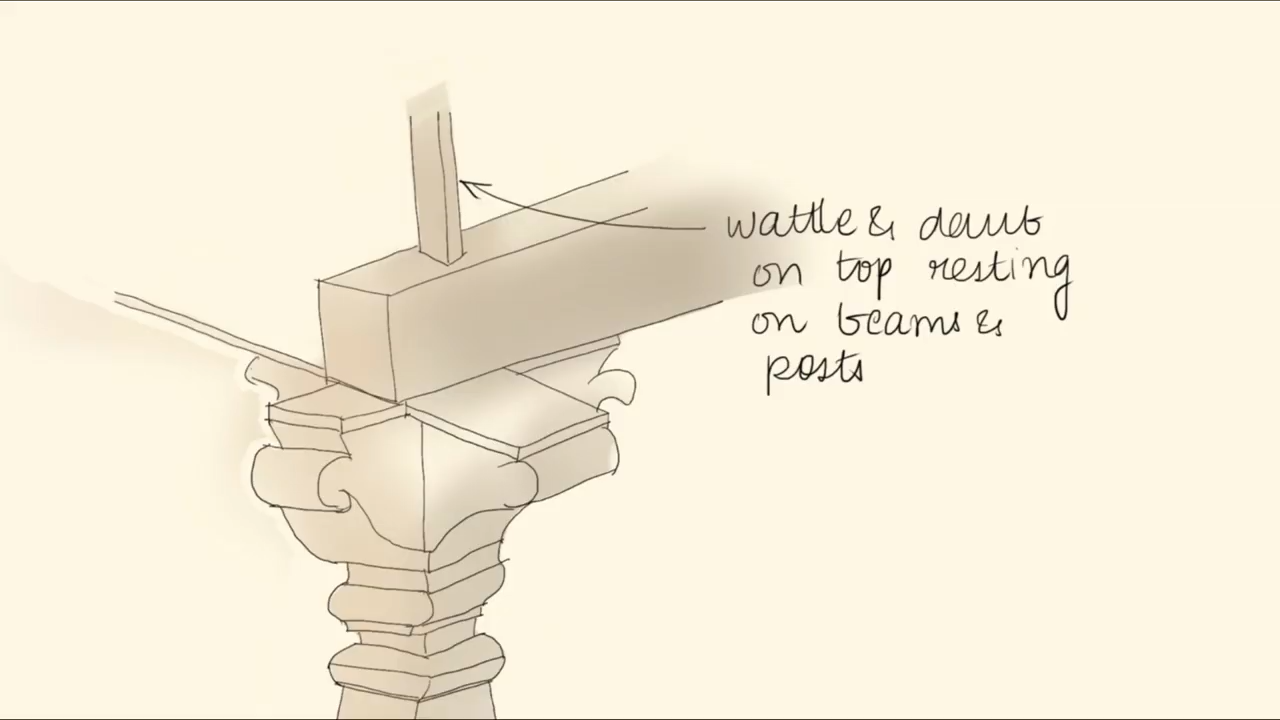 wattle & daub
on top resting
on beams &
posts